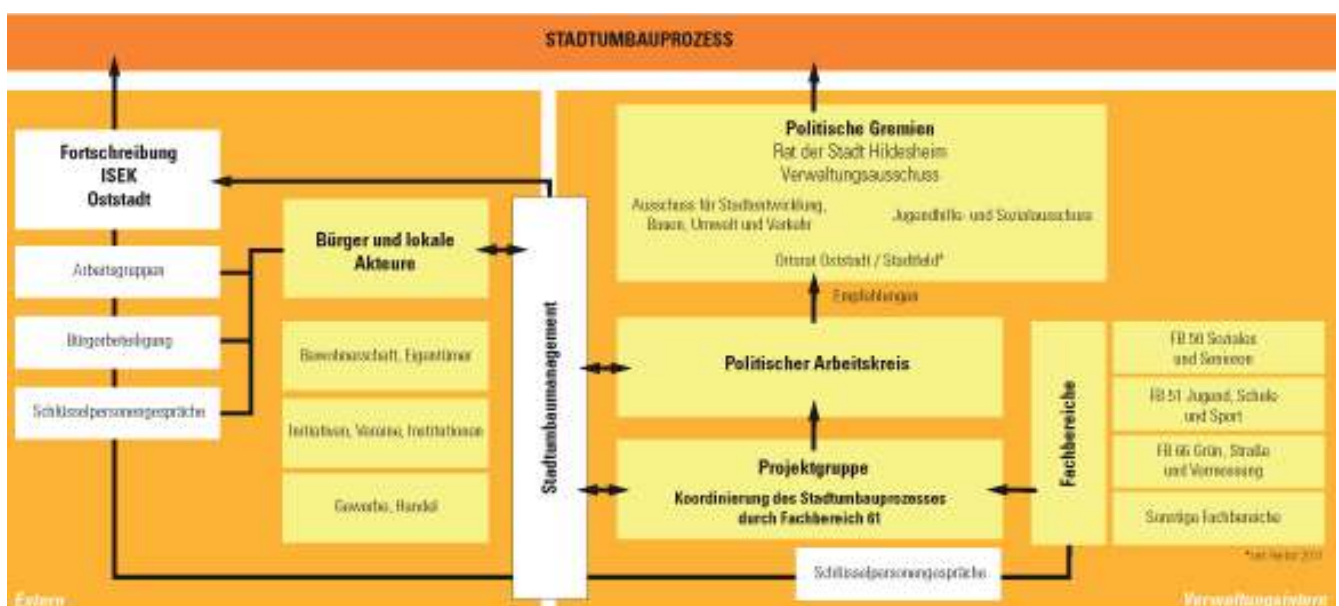 STADTUMBAUPROZESS
Fortschreibung
ISEK
Oststadt
Arbeitsgruppen
Bürgerbeteiligung
Schlüsselpersonengespräche
Bürger und lokale
Akteure
Bewohnerschaft, Eigentümer
Initiativen, Vereine, Institutionen
Gewerbe, Handel
Stadtumbaumanagement
Politische Gremien
Rat der Stadt Hildesheim
Verwaltungsausschuss
Ausschuss für Stadtentwicklung,
Bauen, Umwelt und Verkehr
Jugendhilfe- und Sozialausschuss
Ortsrat Oststadt / Stadtfeld*
Empfehlungen
Politischer Arbeitskreis
Projektgruppe
Koordinierung des Stadtumbauprozesses
durch Fachbereich 61
Fachbereiche
FB 50 Soziales
und Senioren
FB 51 Jugend, Schule
und Sport
FB 66 Grün, Straße
und Vermessung
Sonstige Fachbereiche
Schlüsselpersonengespräche
Extern
Verwaltungsintern